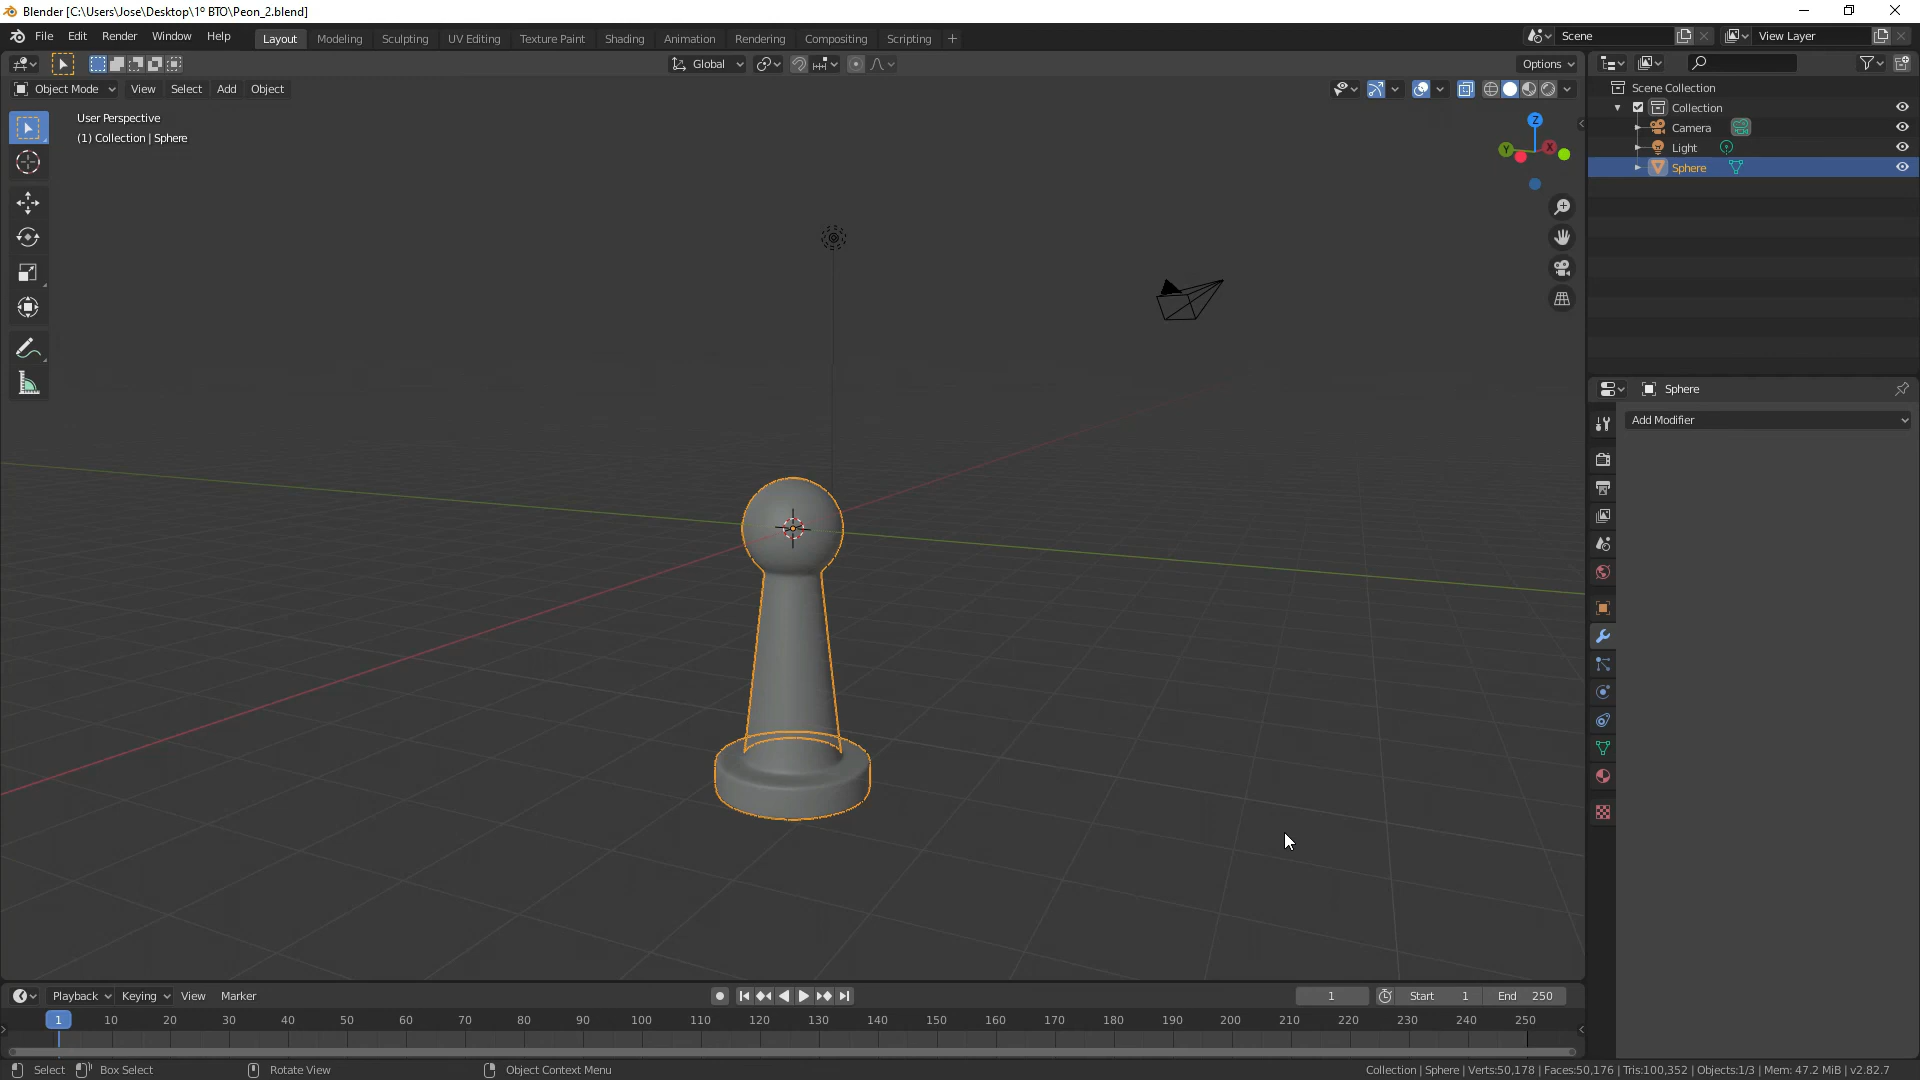 Blender [C:\Users\Jose\Desktop\1º BTO\Peon_2.blend]
File Edit Render Window Help Layout Modeling Sculpting UV Editing Texture Paint Shading Animation Rendering Compositing Scripting + Scene View Layer
Global Options
Object Mode View Select Add Object
User Perspective
(1) Collection | Sphere
Z
Y X
Scene Collection
Collection
Camera
Light
Sphere
Sphere
Add Modifier
Playback Keying View Marker 1 Start 1 End 250
1 10 20 30 40 50 60 70 80 90 100 110 120 130 140 150 160 170 180 190 200 210 220 230 240 250
Select Box Select Rotate View Object Context Menu Collection | Sphere | Verts:50,178 | Faces:50,176 | Tris:100,352 | Objects:1/3 | Mem: 47.2 MiB | v2.82.7